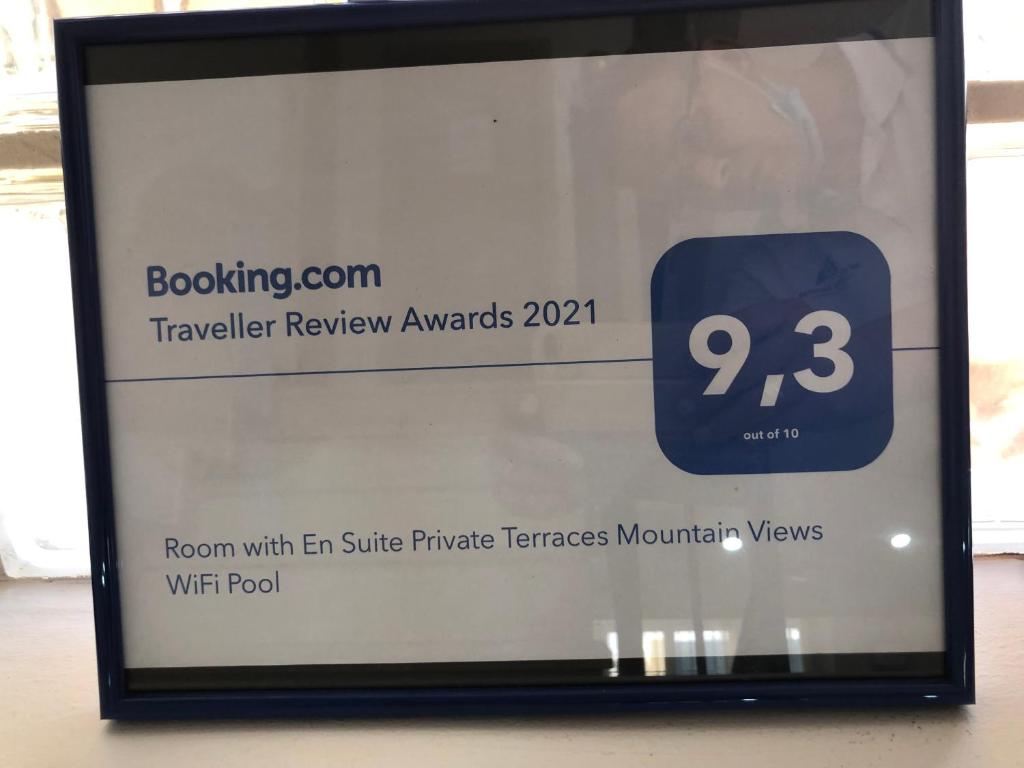 Booking.com
Traveller Review Awards 2021
9,3
out of 10
Room with En Suite Private Terraces Mountain Views
WiFi Pool